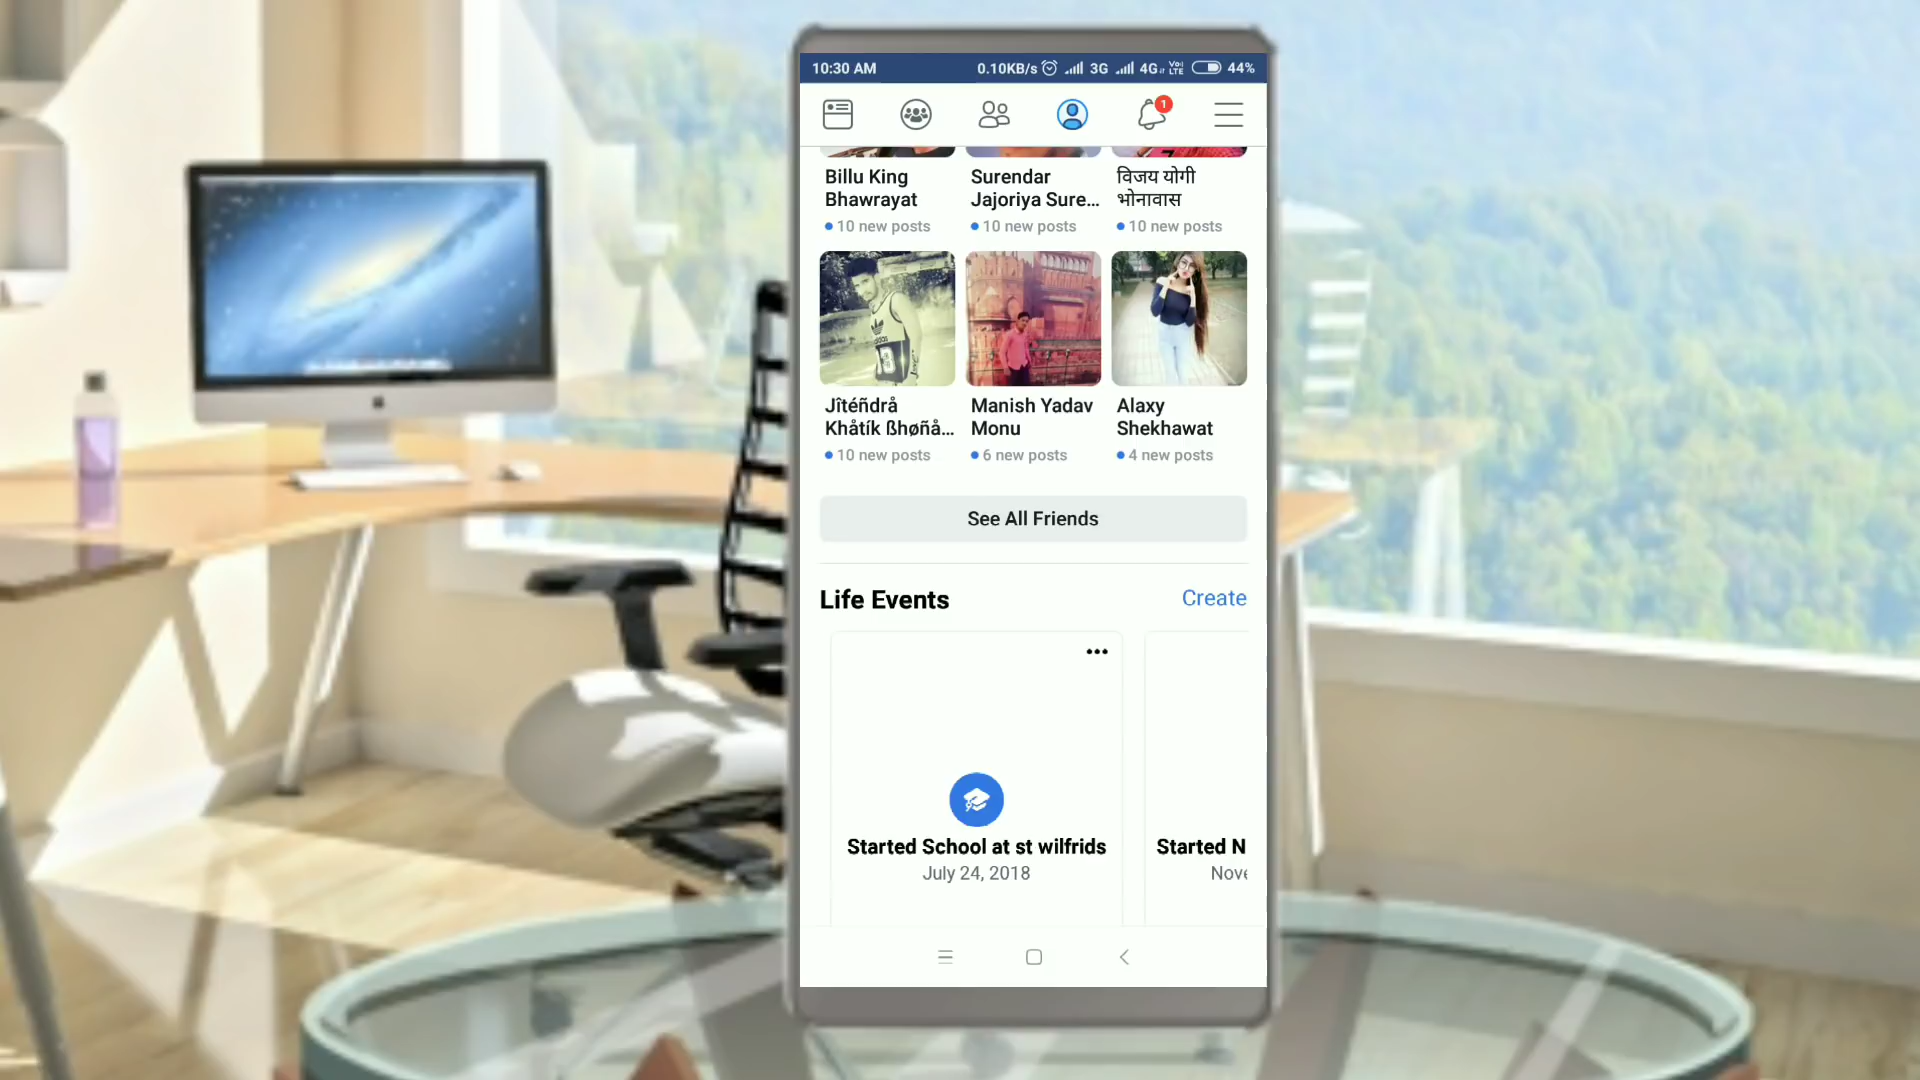 10:30 AM 0.10KB/s 3G 4G VoLTE 44%
1
Billu King Surendar विजय योगी
Bhawrayat Jajoriya Sure... भोनावास
10 new posts 10 new posts 10 new posts
adidas
Jîtéñdrå Manish Yadav Alaxy
Khåtík ßhøñå... Monu Shekhawat
10 new posts 6 new posts 4 new posts
See All Friends
Life Events Create
Started School at st wilfrids Started N
July 24, 2018 Nove